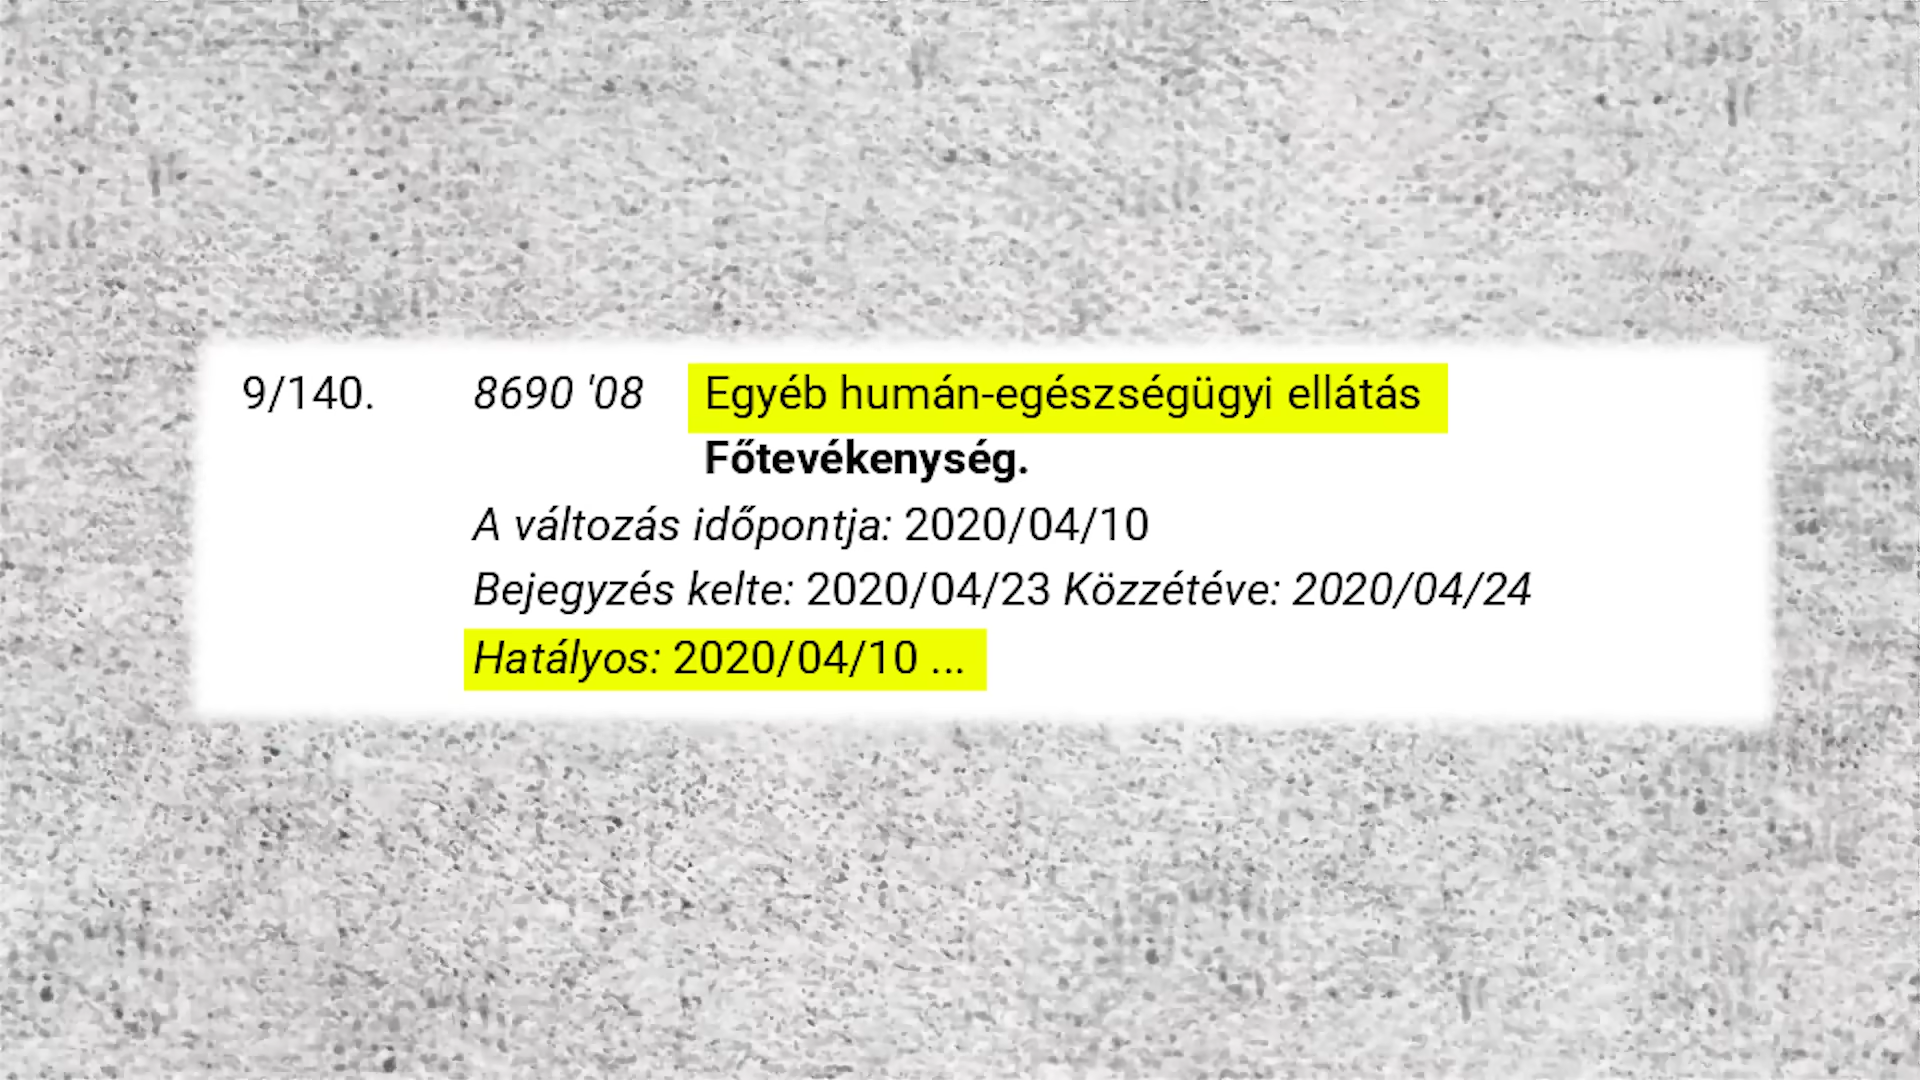 9/140. 8690 '08 Egyéb humán-egészségügyi ellátás
Főtevékenység.
A változás időpontja: 2020/04/10
Bejegyzés kelte: 2020/04/23 Közzétéve: 2020/04/24
Hatályos: 2020/04/10 ...